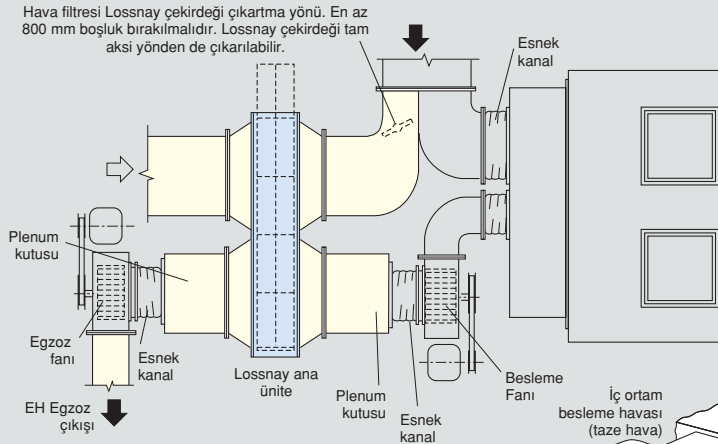 Hava filtresi Lossnay çekirdeği çıkartma yönü. En az
800 mm boşluk bırakılmalıdır. Lossnay çekirdeği tam
aksi yönden de çıkarılabilir.
Esnek
kanal
Plenum
kutusu
Egzoz
fanı
Esnek
kanal
Lossnay ana
ünite
Plenum
kutusu
Esnek
kanal
Besleme
Fanı
EH Egzoz
çıkışı
İç ortam
besleme havası
(taze hava)